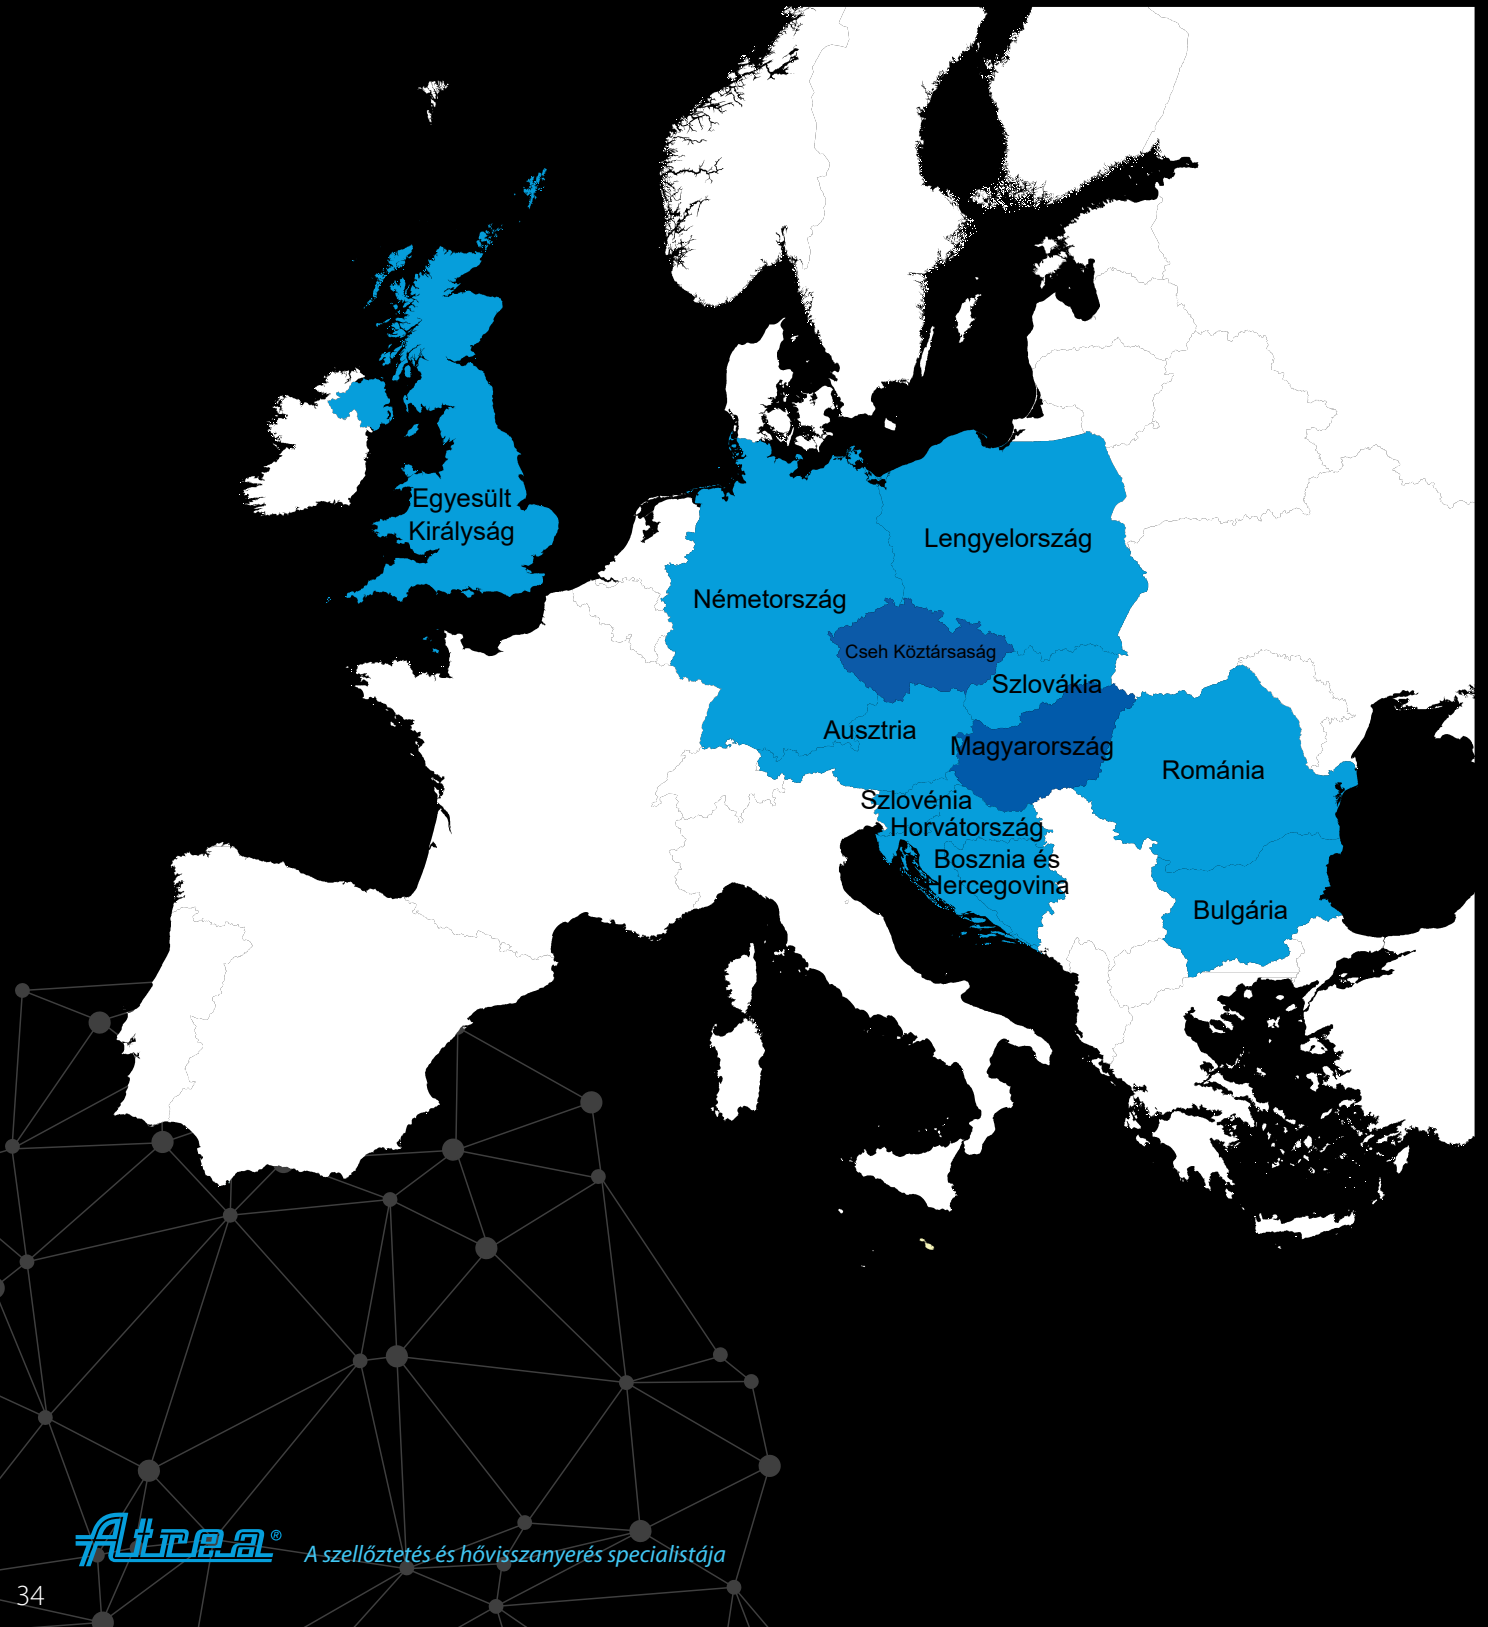 Egyesült
Királyság
Lengyelország
Németország
Cseh Köztársaság
Szlovákia
Ausztria
Magyarország
Románia
Szlovénia
Horvátország
Bosznia és
Hercegovina
Bulgária
Atrea®
A szellőztetés és hővisszanyerés specialistája
34